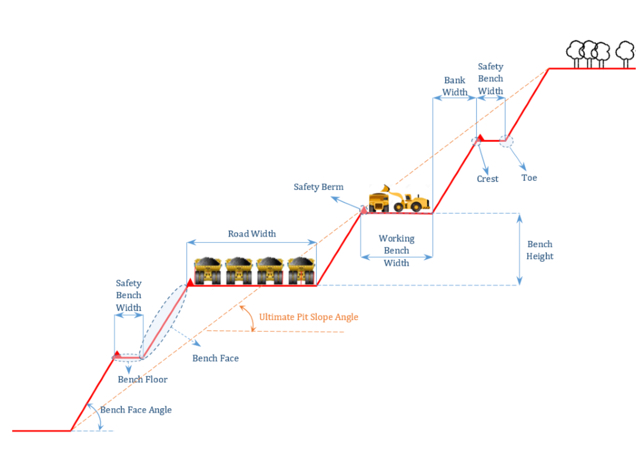 Safety
Bench
Width
Bank
Width
Crest
Toe
Safety Berm
Road Width
Working
Bench
Width
Bench
Height
Safety
Bench
Width
Ultimate Pit Slope Angle
Bench Face
Bench Floor
Bench Face Angle